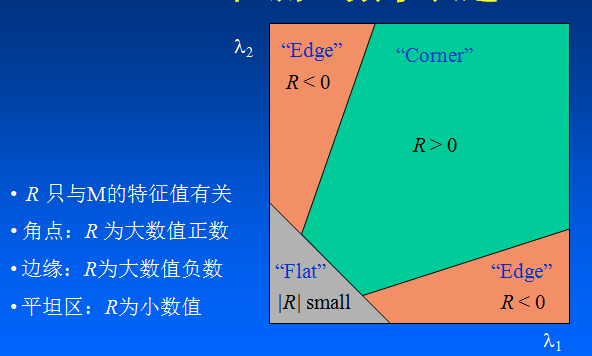 λ2
“Edge”
R < 0
“Corner”
R > 0
• R 只与M的特征值有关
• 角点：R 为大数值正数
• 边缘：R为大数值负数
• 平坦区：R为小数值
“Flat”
|R| small
“Edge”
R < 0
λ1